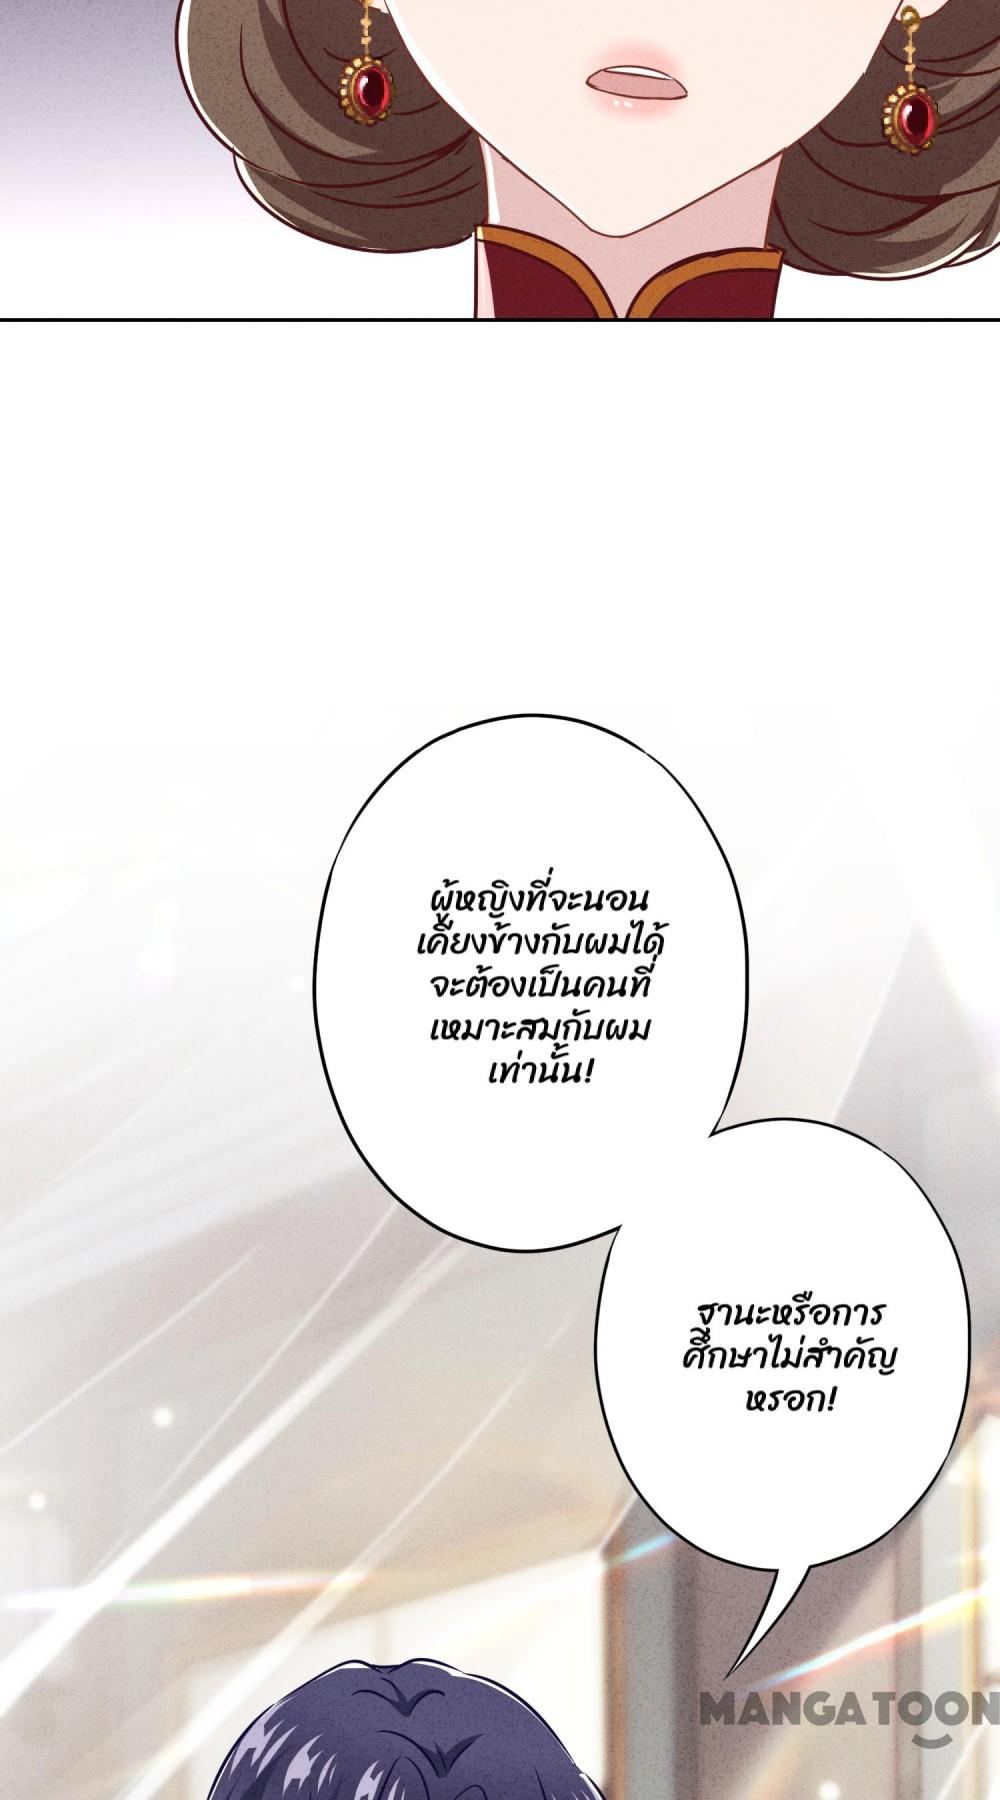 ผู้หญิงที่จะนอน
เคียงข้างกับผมได้
จะต้องเป็นคนที่
เหมาะสมกับผม
เท่านั้น!
ฐานะหรือการ
ศึกษาไม่สำคัญ
หรอก!
MANGATOON